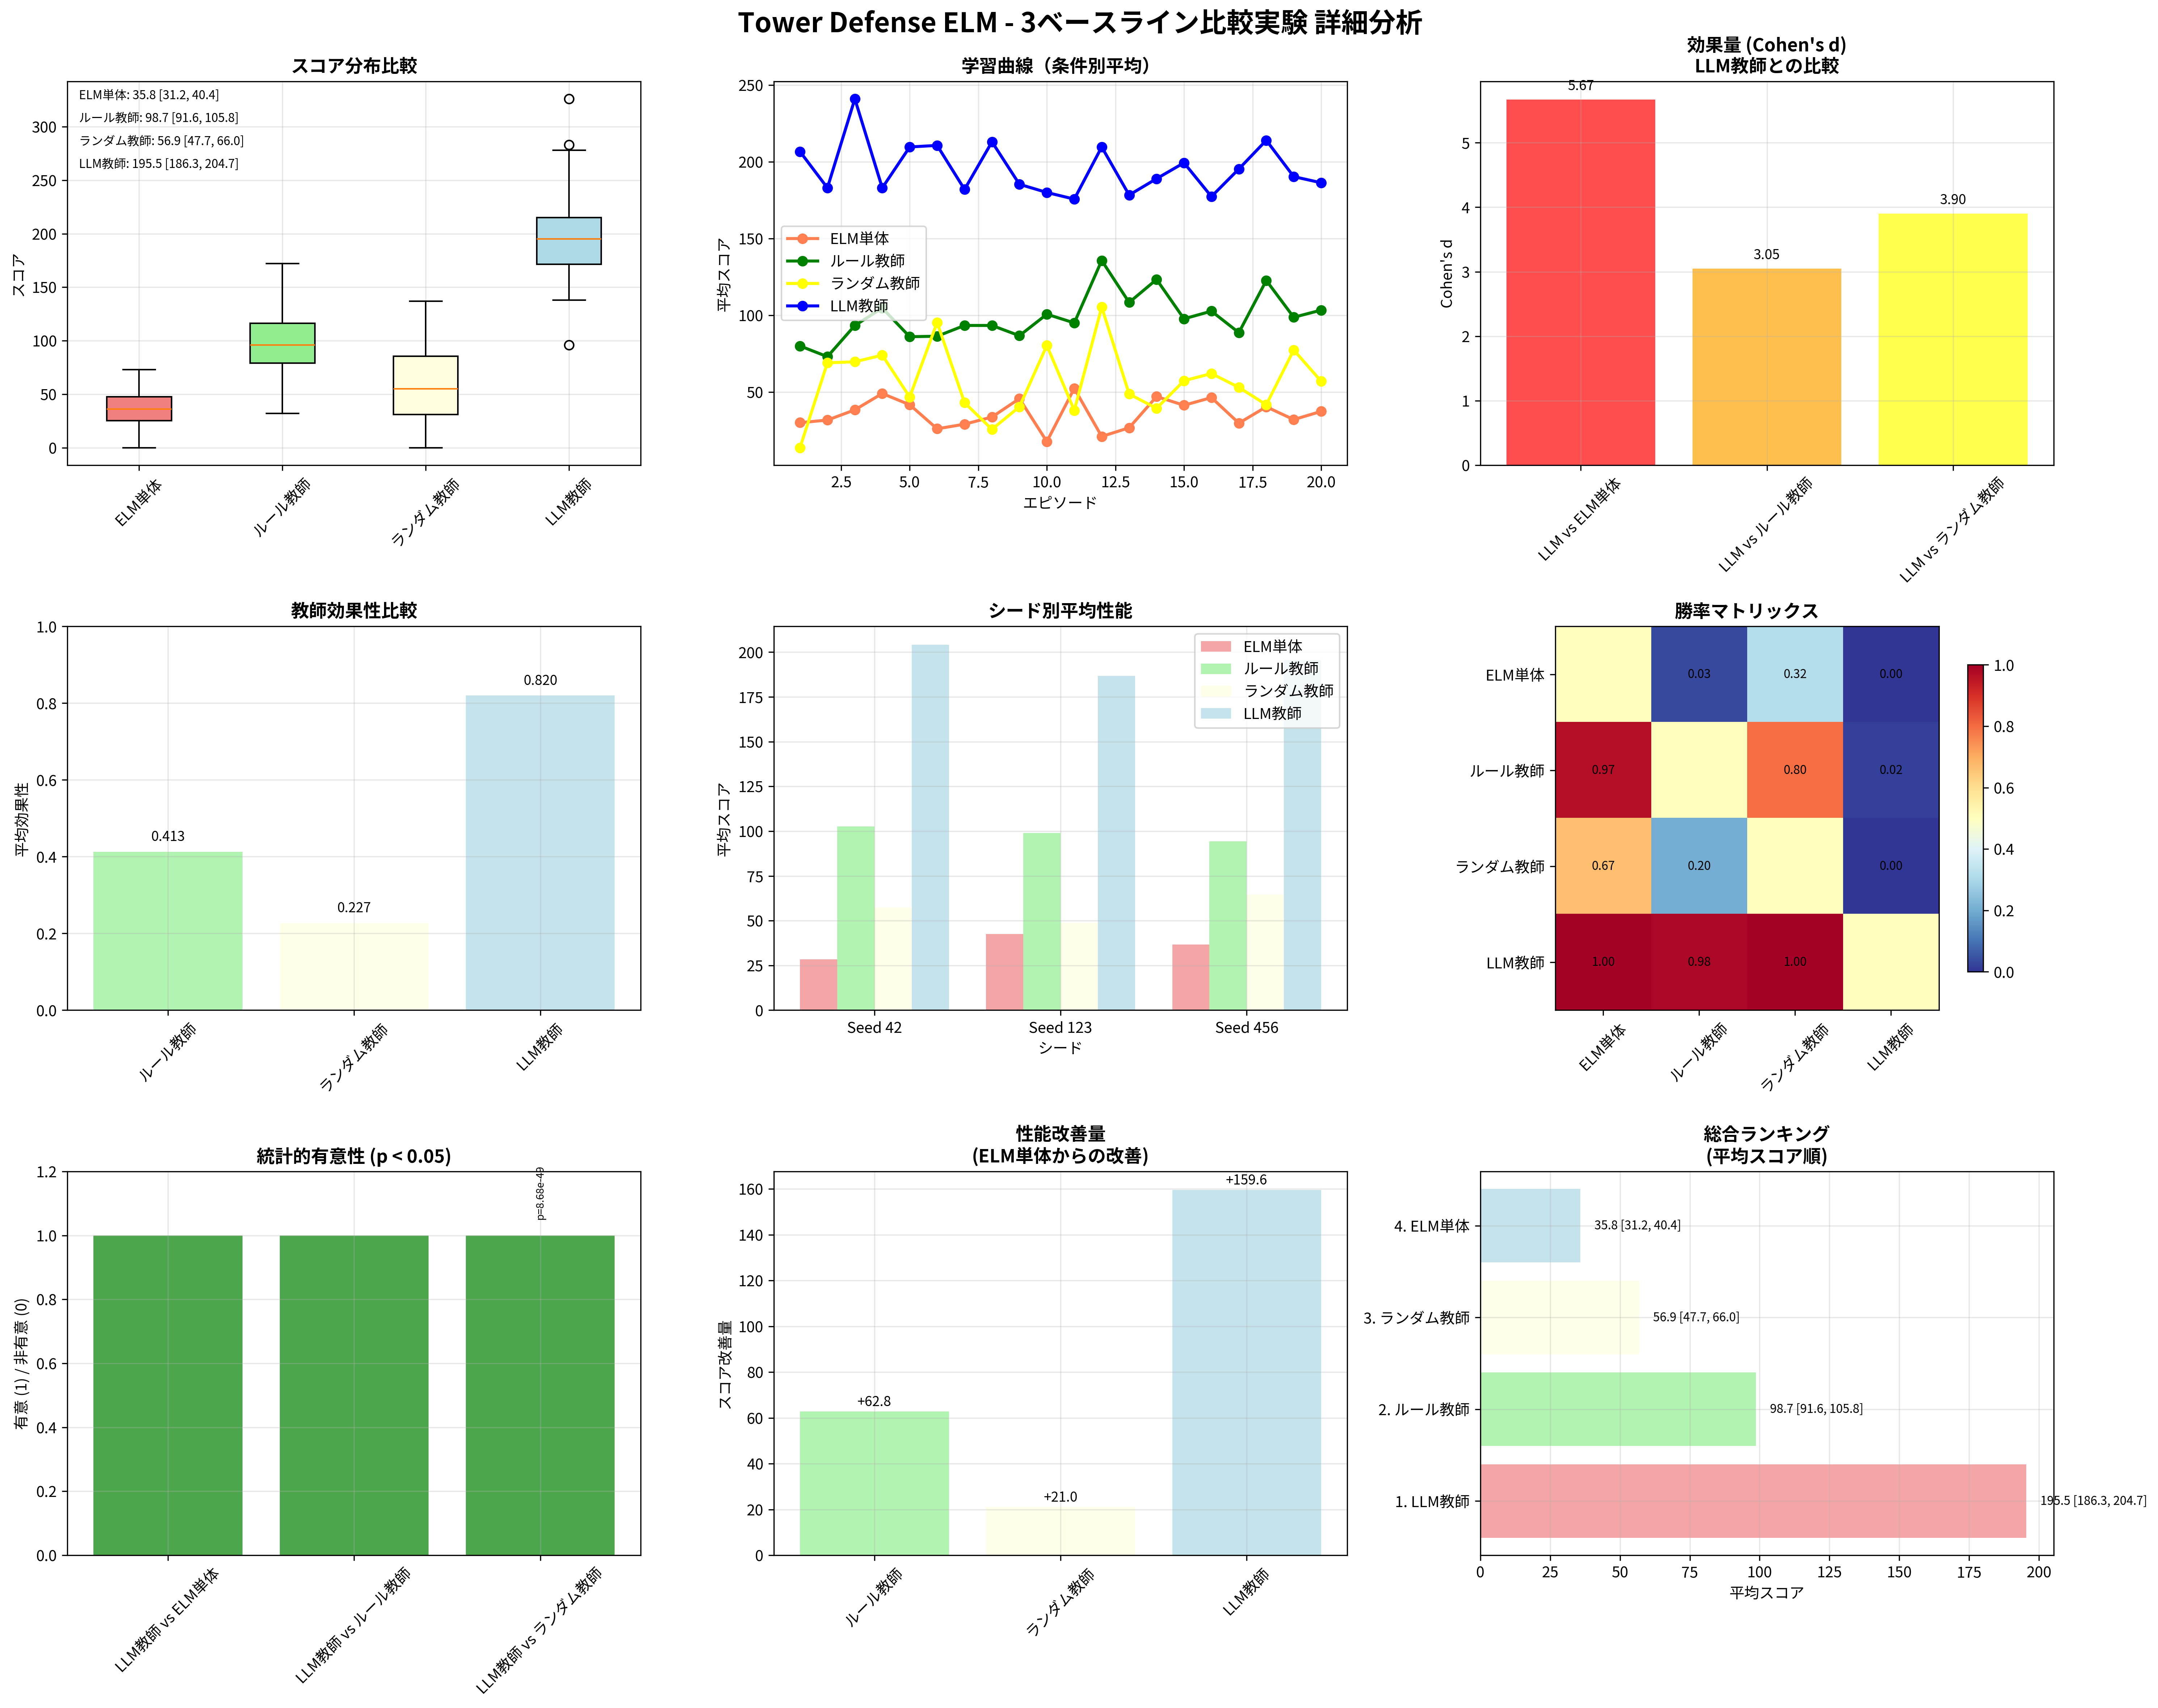 Tower Defense ELM - 3ベースライン比較実験 詳細分析
スコア分布比較
ELM単体: 35.8 [31.2, 40.4]
ルール教師: 98.7 [91.6, 105.8]
ランダム教師: 56.9 [47.7, 66.0]
LLM教師: 195.5 [186.3, 204.7]
スコア
300
250
200
150
100
50
0
ELM単体
ルール教師
ランダム教師
LLM教師
学習曲線（条件別平均）
平均スコア
250
200
150
100
50
ELM単体
ルール教師
ランダム教師
LLM教師
2.5
5.0
7.5
10.0
12.5
15.0
17.5
20.0
エピソード
効果量 (Cohen's d)
LLM教師との比較
Cohen's d
5
4
3
2
1
0
5.67
3.05
3.90
LLM vs ELM単体
LLM vs ルール教師
LLM vs ランダム教師
教師効果性比較
平均効果性
1.0
0.8
0.6
0.4
0.2
0.0
0.413
0.227
0.820
ルール教師
ランダム教師
LLM教師
シード別平均性能
平均スコア
200
175
150
125
100
75
50
25
0
ELM単体
ルール教師
ランダム教師
LLM教師
Seed 42
Seed 123
Seed 456
シード
勝率マトリックス
ELM単体
0.03
0.32
0.00
ルール教師
0.97
0.80
0.02
ランダム教師
0.67
0.20
0.00
LLM教師
1.00
0.98
1.00
ELM単体
ルール教師
ランダム教師
LLM教師
1.0
0.8
0.6
0.4
0.2
0.0
統計的有意性 (p < 0.05)
有意 (1) / 非有意 (0)
1.2
1.0
0.8
0.6
0.4
0.2
0.0
p=8.68e-49
LLM教師 vs ELM単体
LLM教師 vs ルール教師
LLM教師 vs ランダム教師
性能改善量
(ELM単体からの改善)
スコア改善量
160
140
120
100
80
60
40
20
0
+62.8
+21.0
+159.6
ルール教師
ランダム教師
LLM教師
総合ランキング
(平均スコア順)
4. ELM単体
35.8 [31.2, 40.4]
3. ランダム教師
56.9 [47.7, 66.0]
2. ルール教師
98.7 [91.6, 105.8]
1. LLM教師
195.5 [186.3, 204.7]
0
25
50
75
100
125
150
175
200
平均スコア